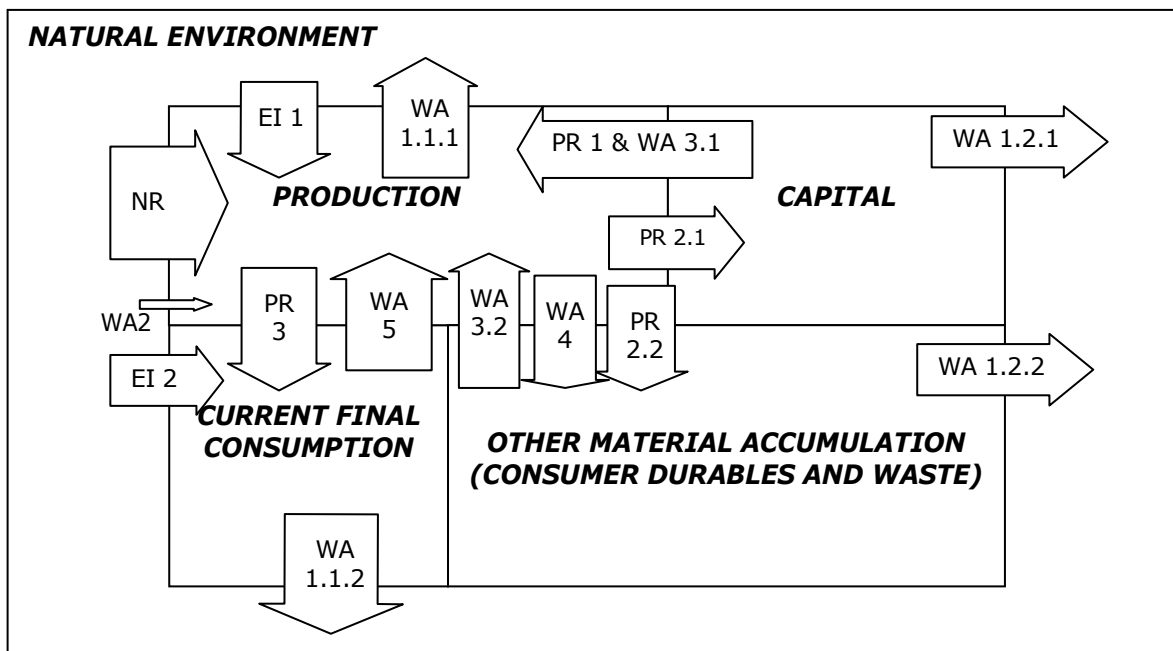 NATURAL ENVIRONMENT
EI 1
WA
1.1.1
PR 1 & WA 3.1
WA 1.2.1
NR
PRODUCTION
CAPITAL
PR 2.1
WA2
PR
3
WA
5
WA
3.2
WA
4
PR
2.2
EI 2
WA 1.2.2
CURRENT FINAL
CONSUMPTION
OTHER MATERIAL ACCUMULATION
(CONSUMER DURABLES AND WASTE)
WA
1.1.2